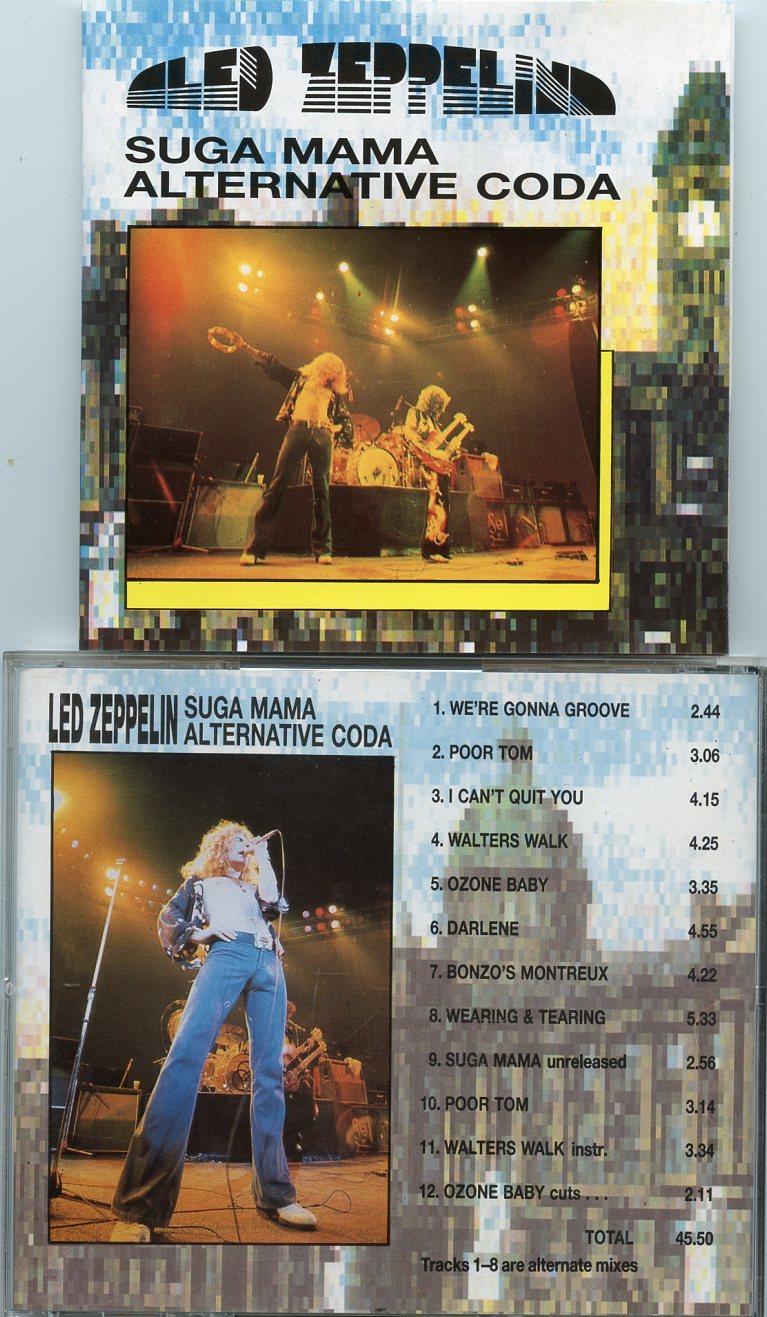 LED ZEPPELIN
SUGA MAMA
ALTERNATIVE CODA
LED ZEPPELIN SUGA MAMA
ALTERNATIVE CODA
1. WE'RE GONNA GROOVE 2.44
2. POOR TOM 3.06
3. I CAN'T QUIT YOU 4.15
4. WALTERS WALK 4.25
5. OZONE BABY 3.35
6. DARLENE 4.55
7. BONZO'S MONTREUX 4.22
8. WEARING & TEARING 5.33
9. SUGA MAMA unreleased 2.56
10. POOR TOM 3.14
11. WALTERS WALK instr. 3.34
12. OZONE BABY cuts . . . 2.11
TOTAL 45.50
Tracks 1–8 are alternate mixes